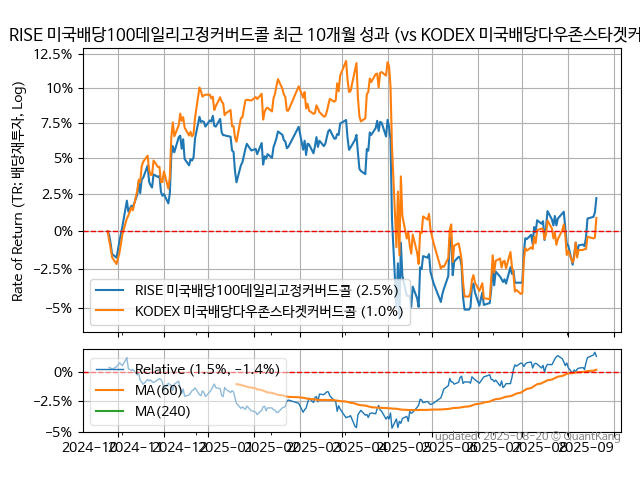 RISE 미국배당100데일리고정커버드콜 최근 10개월 성과 (vs KODEX 미국배당다우존스타겟커
Rate of Return (TR: 배당재투자, Log)
12.5%
10%
7.5%
5%
2.5%
0%
−2.5%
−5%
RISE 미국배당100데일리고정커버드콜 (2.5%)
KODEX 미국배당다우존스타겟커버드콜 (1.0%)
0%
−2.5%
−5%
Relative (1.5%, −1.4%)
MA(60)
MA(240)
updated: 2025-08-20 © QuantKang
2024-10 2024-11 2024-12 2025-01 2025-02 2025-03 2025-04 2025-05 2025-06 2025-07 2025-08 2025-09